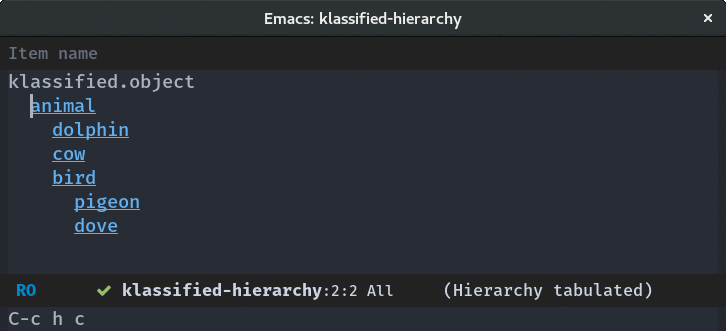 Emacs: klassified-hierarchy ×
Item name
klassified.object
animal
dolphin
cow
bird
pigeon
dove
RO ✔ klassified-hierarchy:2:2 All (Hierarchy tabulated)
C-c h c